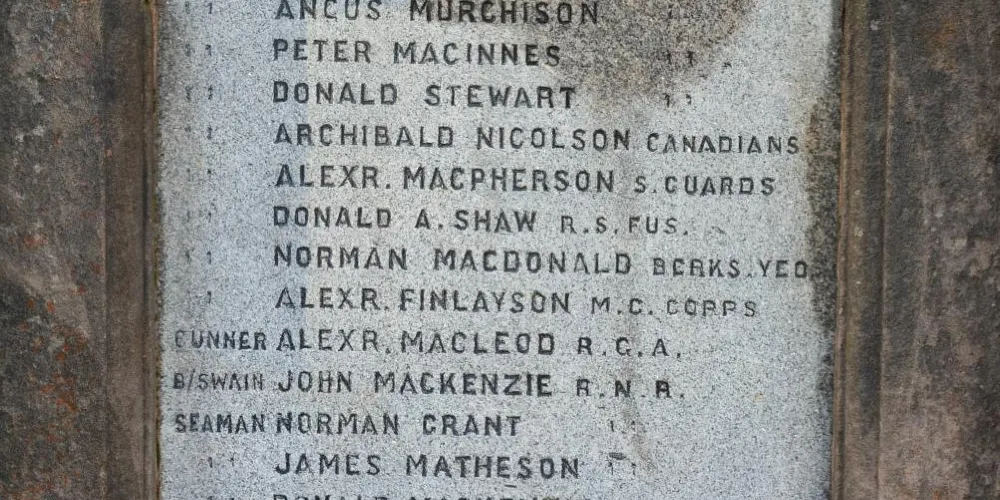 " ANGUS MURCHISON "
" PETER MACINNES "
" DONALD STEWART "
" ARCHIBALD NICOLSON CANADIANS
" ALEXR. MACPHERSON S. GUARDS
" DONALD A. SHAW R.S. FUS.
" NORMAN MACDONALD BERKS. YEO.
" ALEXR. FINLAYSON M.G. CORPS
GUNNER ALEXR. MACLEOD R.G.A.
B/SWAIN JOHN MACKENZIE R.N.R.
SEAMAN NORMAN GRANT "
" JAMES MATHESON "